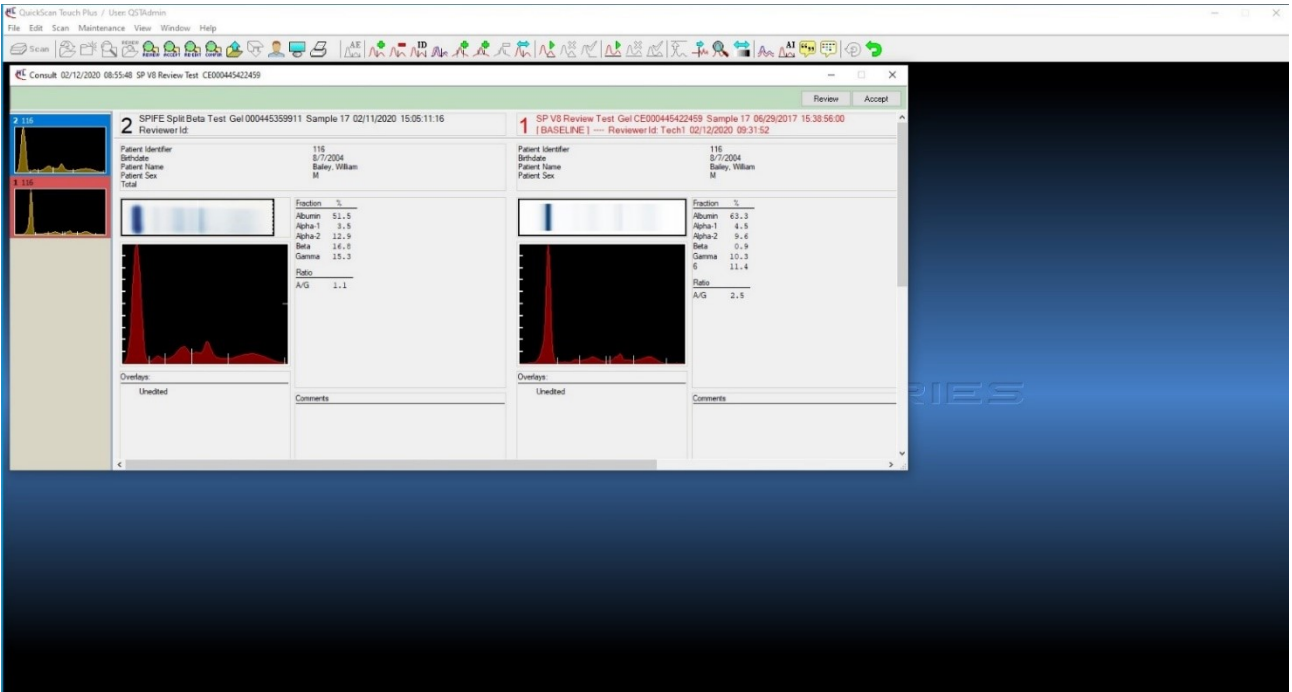 QuickScan Touch Plus / User: QSTAdmin
File Edit Scan Maintenance View Window Help
Scan
Consult 02/12/2020 08:55:48 SP V8 Review Test CE000445422459
Review Accept
2 116
1 116
2 SPIFE Split Beta Test Gel 000445359911 Sample 17 02/11/2020 15:05:11:16
Reviewer Id:
Patient Identifier 116
Birthdate 8/7/2004
Patient Name Bailey, William
Patient Sex M
Total
Fraction %
Albumin 51.5
Alpha-1 3.5
Alpha-2 12.9
Beta 16.8
Gamma 15.3
Ratio
A/G 1.1
Overlays:
Unedited
Comments
1 SP V8 Review Test Gel CE000445422459 Sample 17 06/29/2017 15:38:56:00
[ BASELINE ] ---- Reviewer Id: Tech1 02/12/2020 09:31:52
Patient Identifier 116
Birthdate 8/7/2004
Patient Name Bailey, William
Patient Sex M
Fraction %
Albumin 63.3
Alpha-1 4.5
Alpha-2 9.6
Beta 0.9
Gamma 10.3
6 11.4
Ratio
A/G 2.5
Overlays:
Unedited
Comments